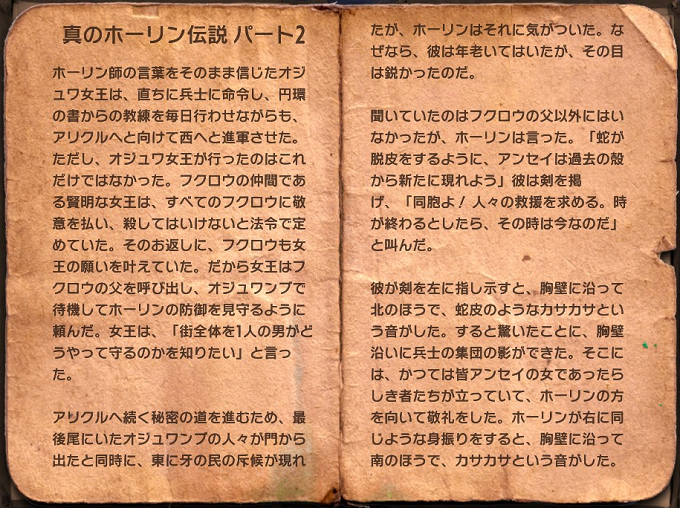 真のホーリン伝説 パート2
ホーリン師の言葉をそのまま信じたオジ
ュワ女王は、直ちに兵士に命令し、円環
の書からの教練を毎日行わせながらも、
アリクルへと向けて西へと進軍させた。
ただし、オジュワ女王が行ったのはこれ
だけではなかった。フクロウの仲間であ
る賢明な女王は、すべてのフクロウに敬
意を払い、殺してはいけないと法令で定
めていた。そのお返しに、フクロウも女
王の願いを叶えていた。だから女王はフ
クロウの父を呼び出し、オジュワンプで
待機してホーリンの防御を見守るように
頼んだ。女王は、「街全体を1人の男がど
うやって守るのかを知りたい」と言っ
た。
アリクルへ続く秘密の道を進むため、最
後尾にいたオジュワンプの人々が門から
出たと同時に、東に牙の民の斥候が現れ
たが、ホーリンはそれに気がついた。な
ぜなら、彼は年老いてはいたが、その目
は鋭かったのだ。
聞いていたのはフクロウの父以外にはい
なかったが、ホーリンは言った。「蛇が
脱皮をするように、アンセイは過去の殻
から新たに現れよう」彼は剣を掲
げ、「同胞よ！人々の救援を求める。時
が終わるとしたら、その時は今なのだ」
と叫んだ。
彼が剣を左に指し示すと、胸壁に沿って
北のほうで、蛇皮のようなカサカサとい
う音がした。すると驚いたことに、胸壁
沿いに兵士の集団の影ができた。そこに
は、かつては皆アンセイの女であったら
しき者たちが立っていて、ホーリンの方
を向いて敬礼をした。ホーリンが右に同
じような身振りをすると、胸壁に沿って
南のほうで、カサカサという音がした。